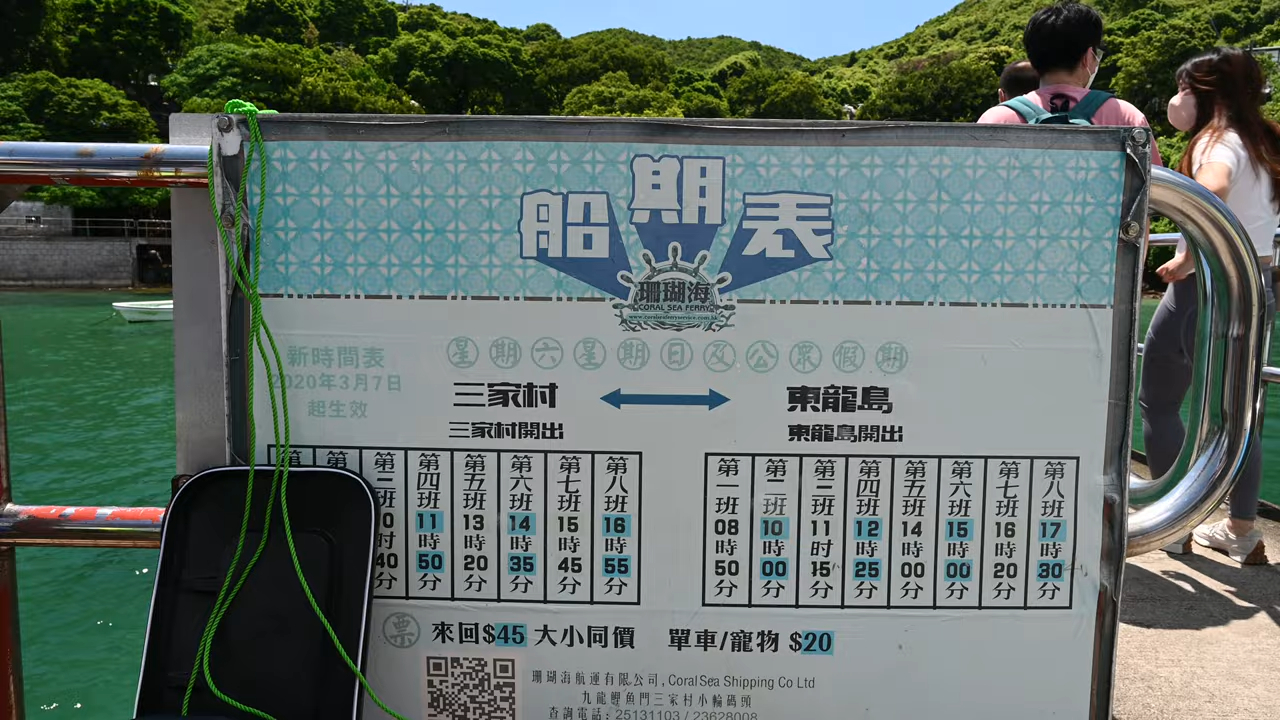 船期表
珊瑚海
CORAL SEA FERRY
新時間表
2020年3月7日
起生效
星期六星期日及公眾假期
三家村 東龍島
三家村開出
第四班 11時50分
第五班 13時20分
第六班 14時35分
第七班 15時45分
第八班 16時55分
東龍島開出
第一班 08時50分
第二班 10時00分
第三班 11时15分
第四班 12時25分
第五班 14時00分
第六班 15時00分
第七班 16時20分
第八班 17時30分
票 來回$45 大小同價 單車/寵物 $20
珊瑚海航運有限公司, Coral Sea Shipping Co Ltd
九龍鯉魚門三家村小輪碼頭
查詢電話: 25131103 / 23628008